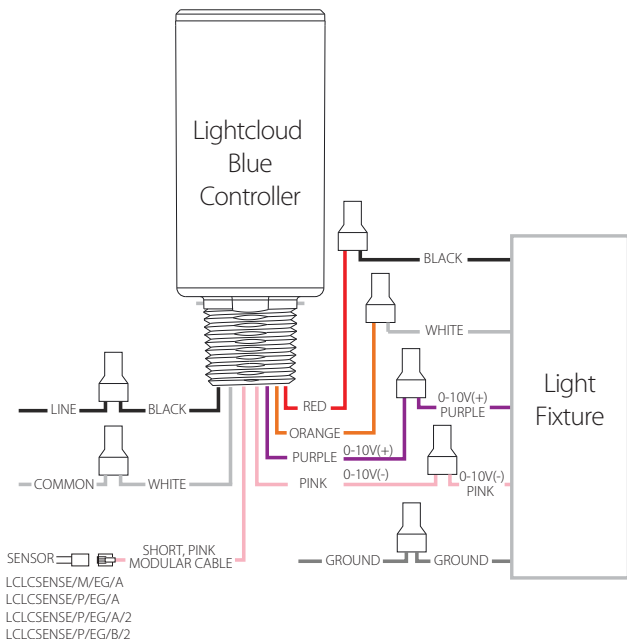 Lightcloud
Blue
Controller
BLACK
WHITE
Light
Fixture
0-10V(+)
PURPLE
LINE
BLACK
RED
ORANGE
PURPLE
0-10V(+)
PINK
0-10V(-)
0-10V(-)
PINK
COMMON
WHITE
SENSOR
SHORT, PINK
MODULAR CABLE
GROUND
GROUND
LCLCSENSE/M/EG/A
LCLCSENSE/P/EG/A
LCLCSENSE/P/EG/A/2
LCLCSENSE/P/EG/B/2